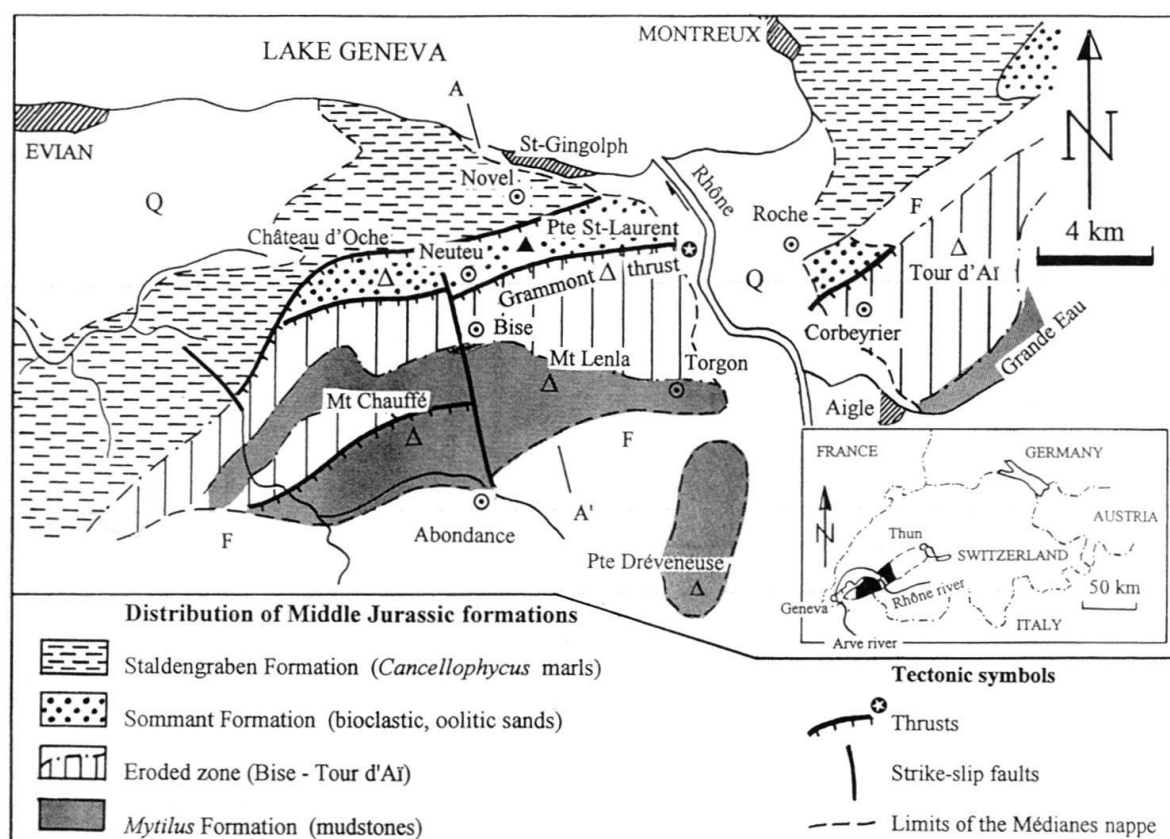 LAKE GENEVA
MONTREUX
A
N
EVIAN
St-Gingolph
Novel
Rhône
Q
Roche
F
4 km
Château d'Oche
Pte St-Laurent
Neuteu
Tour d'Aï
Grammont thrust
Q
Corbeyrier
Bise
Grande Eau
Mt Lenla
Torgon
Mt Chauffé
Aigle
F
FRANCE
GERMANY
N
AUSTRIA
A'
F
Abondance
Thun
SWITZERLAND
Pte Dréveneuse
Geneva
Rhône river
50 km
ITALY
Arve river
Distribution of Middle Jurassic formations
Staldengraben Formation (Cancellophycus marls)
Sommant Formation (bioclastic, oolitic sands)
Eroded zone (Bise - Tour d'Aï)
Mytilus Formation (mudstones)
Tectonic symbols
Thrusts
Strike-slip faults
Limits of the Médianes nappe